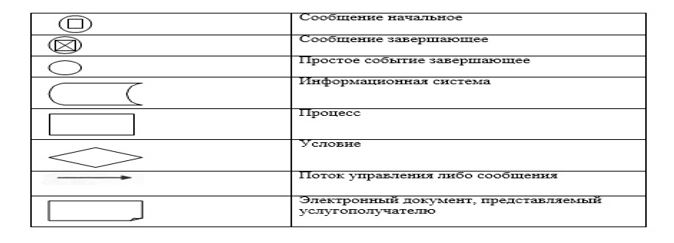 Сообщение начальное
Сообщение завершающее
Простое событие завершающее
Информационная система
Процесс
Условие
Поток управления либо сообщения
Электронный документ, представляемый
услугополучателю